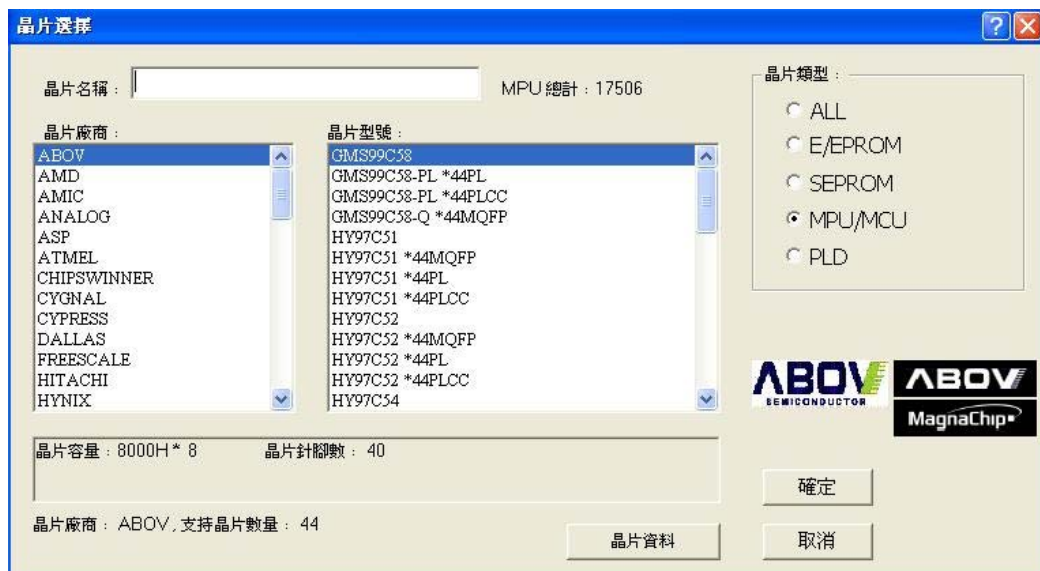 晶片選擇
晶片名稱：
MPU 總計：17506
晶片類型：
ALL
E/EPROM
SEPROM
MPU/MCU
PLD
晶片廠商：
ABOV
AMD
AMIC
ANALOG
ASP
ATMEL
CHIPSWINNER
CYGNAL
CYPRESS
DALLAS
FREESCALE
HITACHI
HYNIX
晶片型號：
GMS99C58
GMS99C58-PL *44PL
GMS99C58-PL *44PLCC
GMS99C58-Q *44MQFP
HY97C51
HY97C51 *44MQFP
HY97C51 *44PL
HY97C51 *44PLCC
HY97C52
HY97C52 *44MQFP
HY97C52 *44PL
HY97C52 *44PLCC
HY97C54
ABOV
SEMICONDUCTOR
ABOV
MagnaChip
晶片容量：8000H * 8 晶片針腳數： 40
晶片廠商： ABOV , 支持晶片數量： 44
晶片資料
確定
取消